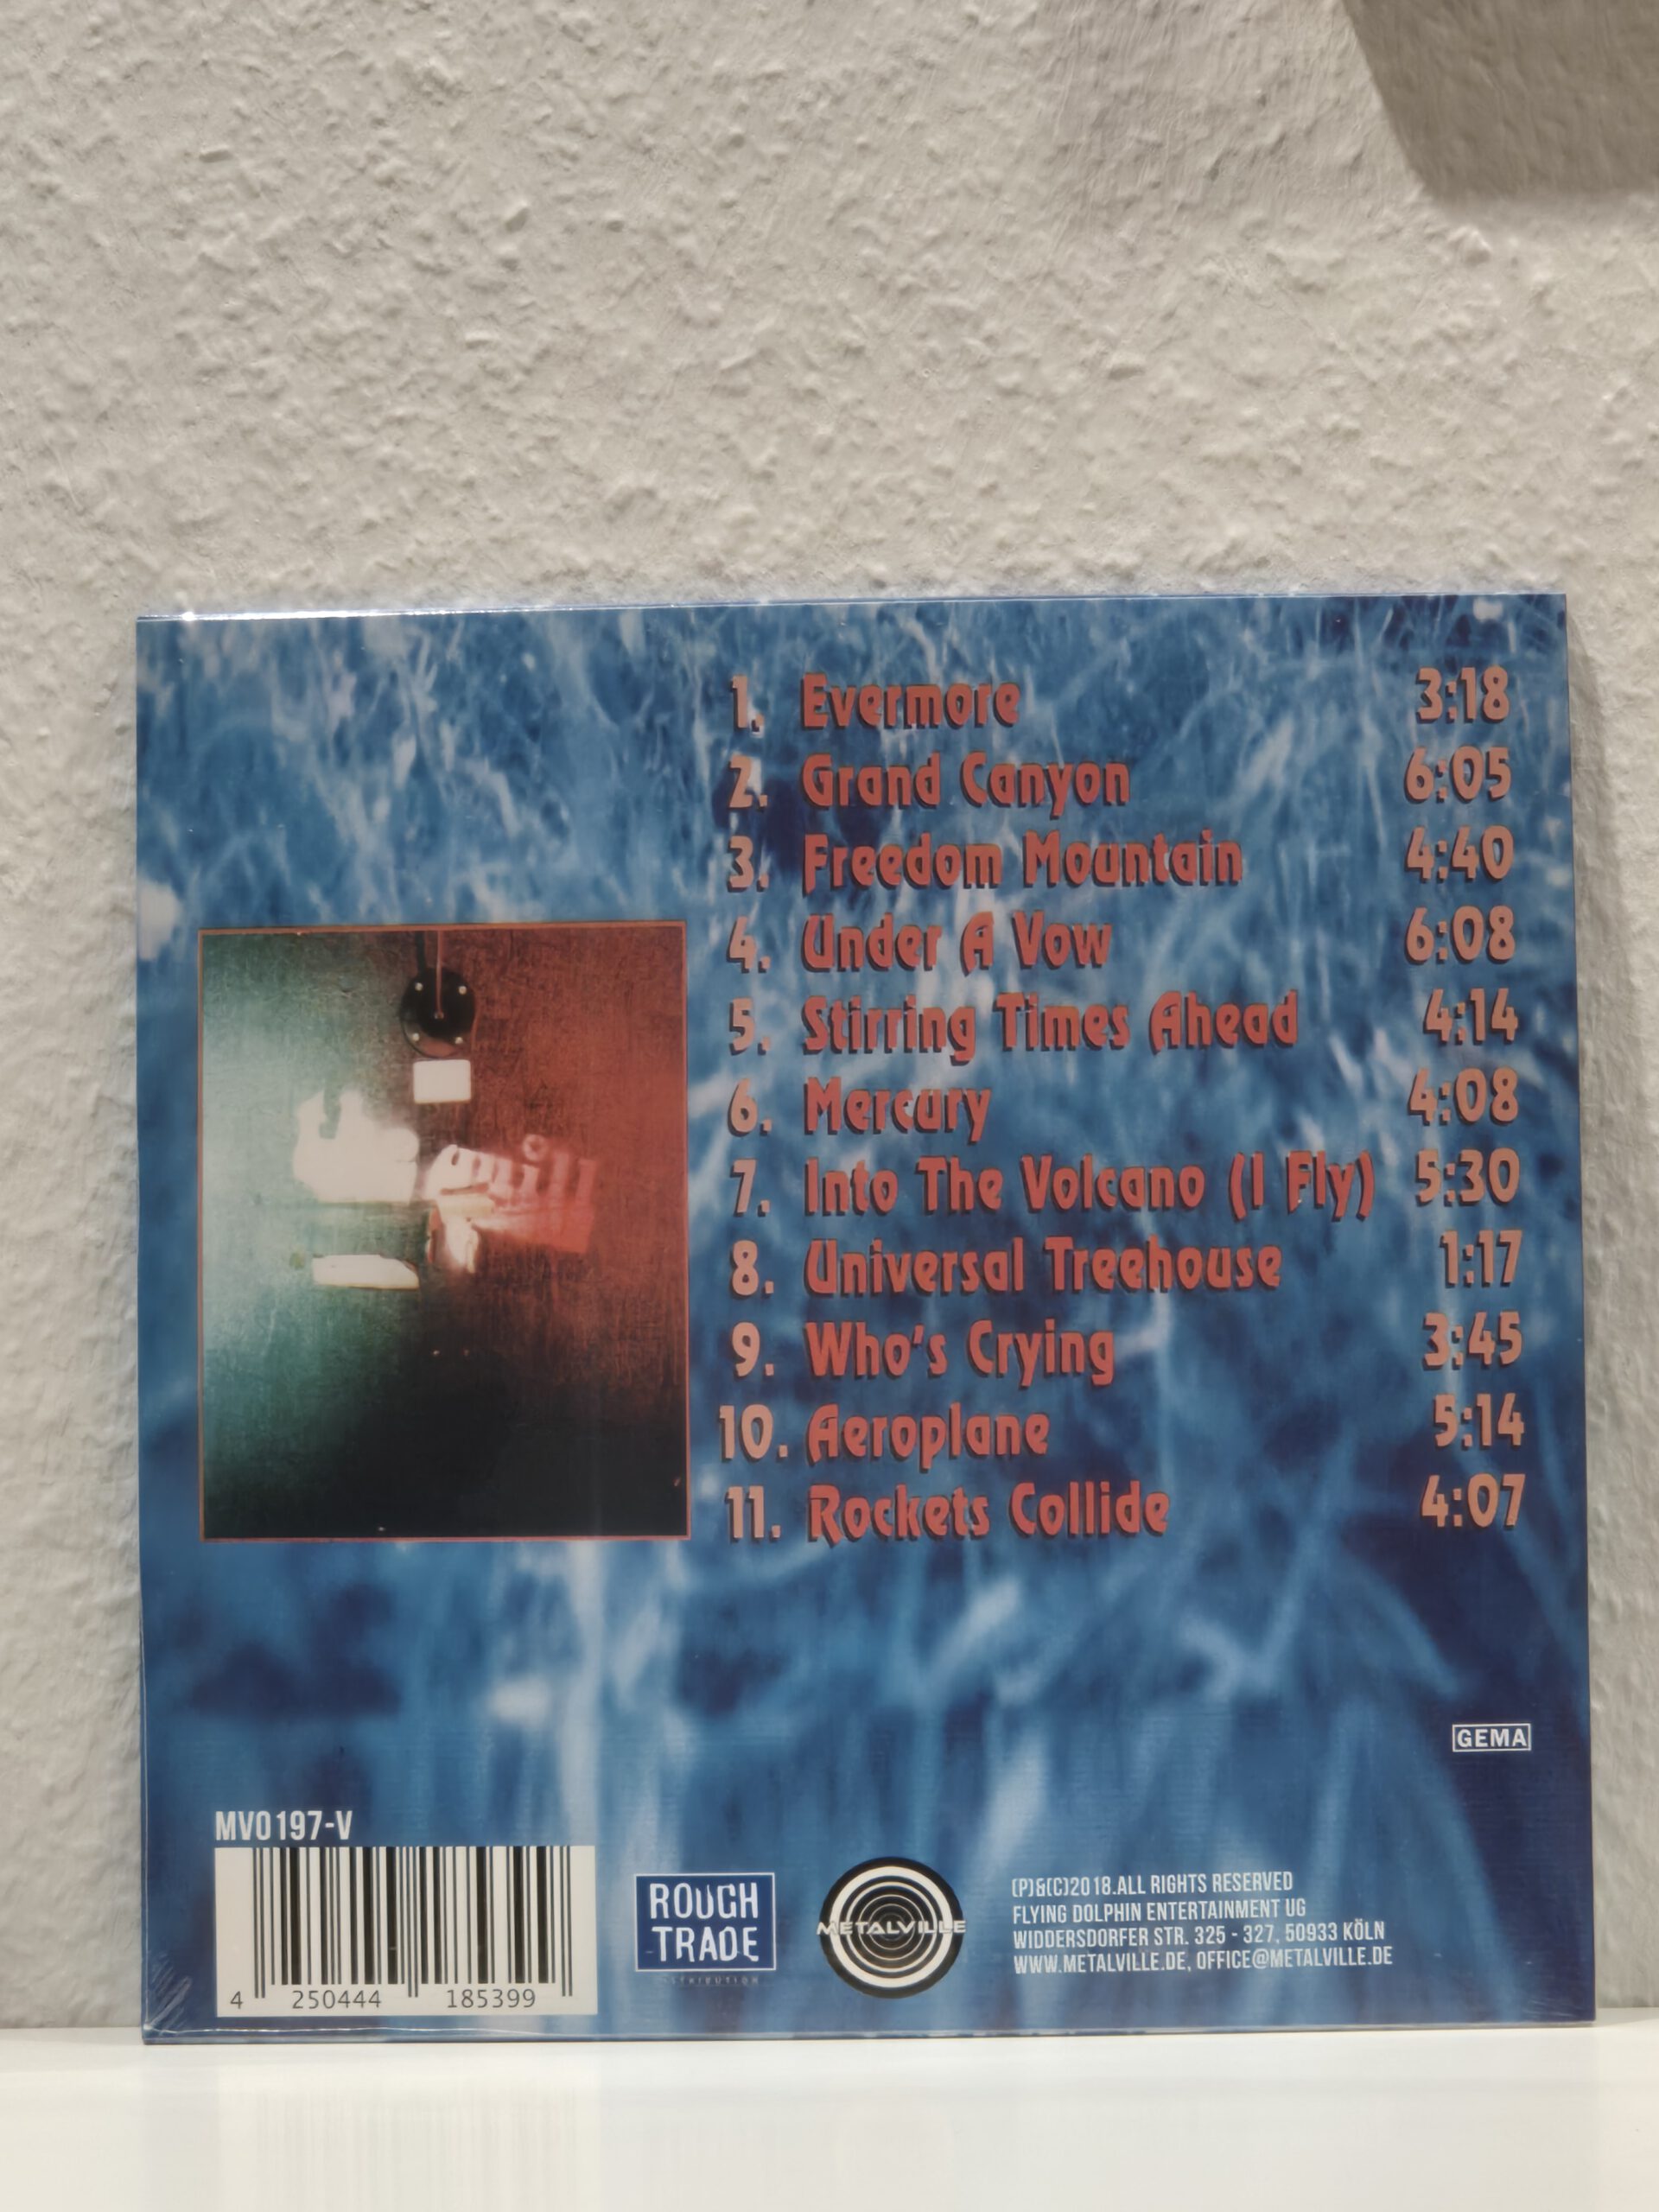 1. Evermore 3:18
2. Grand Canyon 6:05
3. Freedom Mountain 4:40
4. Under A Vow 6:08
5. Stirring Times Ahead 4:14
6. Mercury 4:08
7. Into The Volcano (I Fly) 5:30
8. Universal Treehouse 1:17
9. Who's Crying 3:45
10. Aeroplane 5:14
11. Rockets Collide 4:07
GEMA
MV0197-V
4 250444 185399
ROUGH
TRADE
METALVILLE
(P)&(C)2018.ALL RIGHTS RESERVED
FLYING DOLPHIN ENTERTAINMENT UG
WIDDERSDORFER STR. 325 - 327, 50933 KÖLN
WWW.METALVILLE.DE, OFFICE@METALVILLE.DE